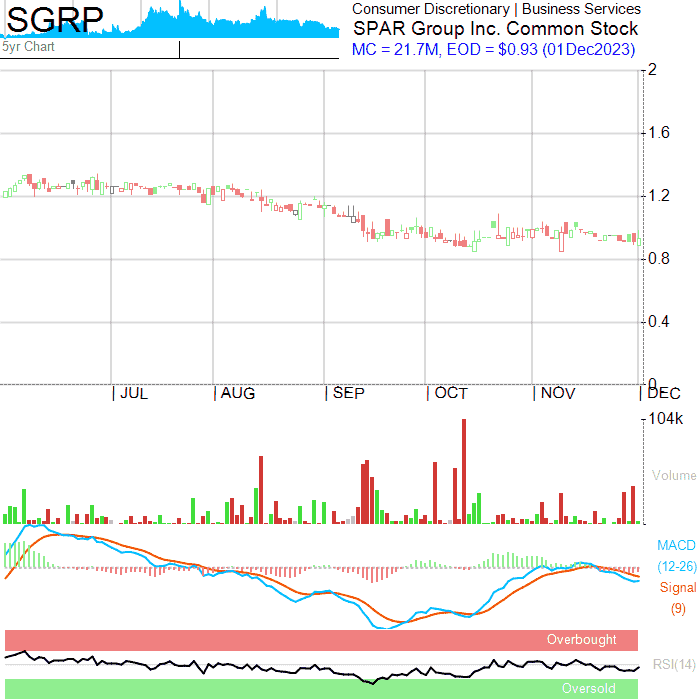 SGRP
5yr Chart
Consumer Discretionary | Business Services
SPAR Group Inc. Common Stock
MC = 21.7M, EOD = $0.93 (01Dec2023)
2
1.6
1.2
0.8
0.4
0
JUL AUG SEP OCT NOV DEC
104k
Volume
MACD
(12-26)
Signal
(9)
Overbought
RSI(14)
Oversold